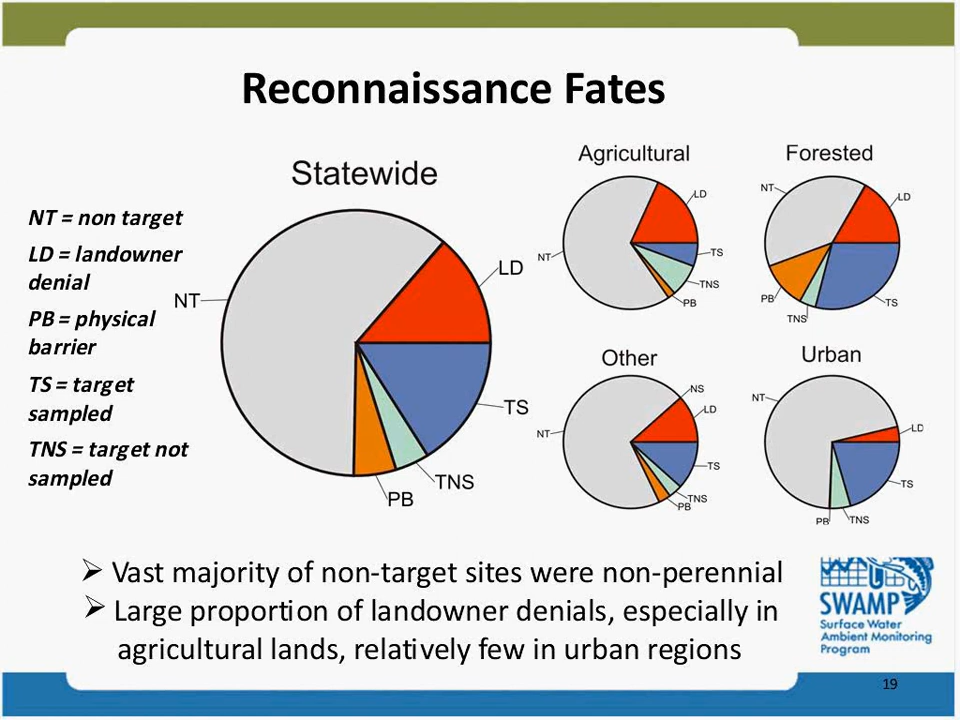 Reconnaissance Fates
Statewide
NT = non target
LD = landowner
denial
PB = physical
barrier
TS = target
sampled
TNS = target not
sampled
NT
LD
TS
TNS
PB
Agricultural
LD
NT
TS
TNS
PB
Forested
NT
LD
PB
TS
TNS
Other
NS
LD
NT
TS
TNS
PB
Urban
NT
LD
TS
PB
TNS
Vast majority of non-target sites were non-perennial
Large proportion of landowner denials, especially in
agricultural lands, relatively few in urban regions
SWAMP
Surface Water
Ambient Monitoring
Program
19